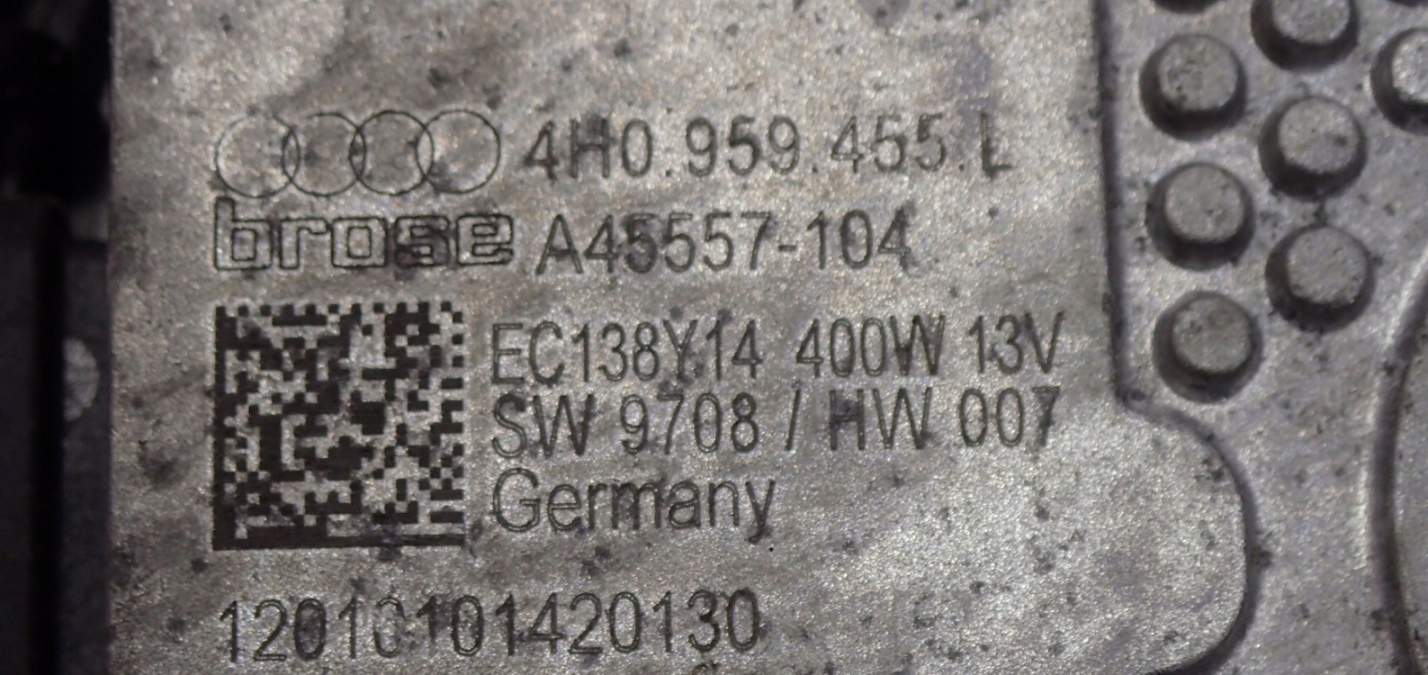 4H0.959.455.L
brose A45557-104
EC138Y14 400W 13V
SW 9708 / HW 007
Germany
12010101420130